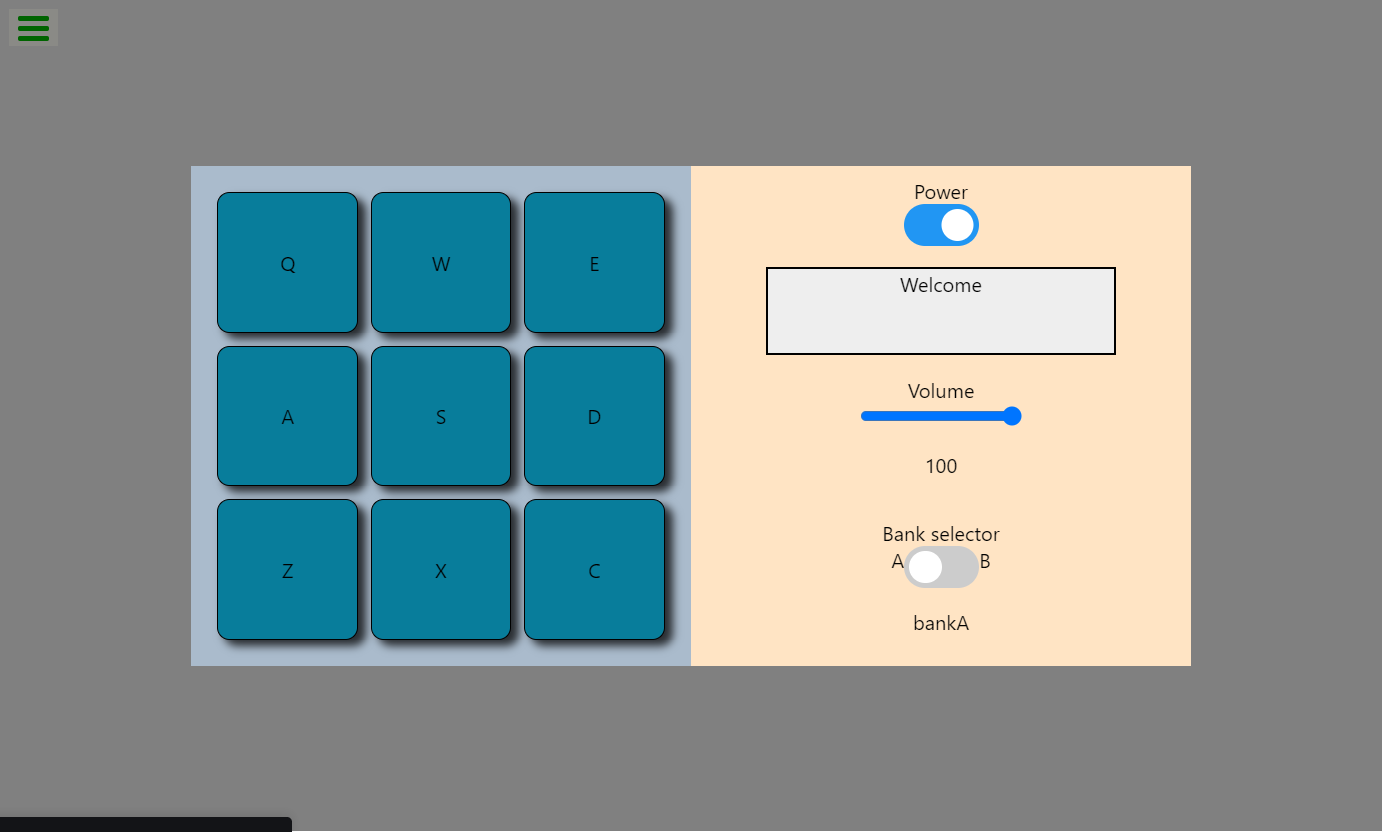 Q W E
A S D
Z X C
Power
Welcome
Volume
100
Bank selector
A B
bankA